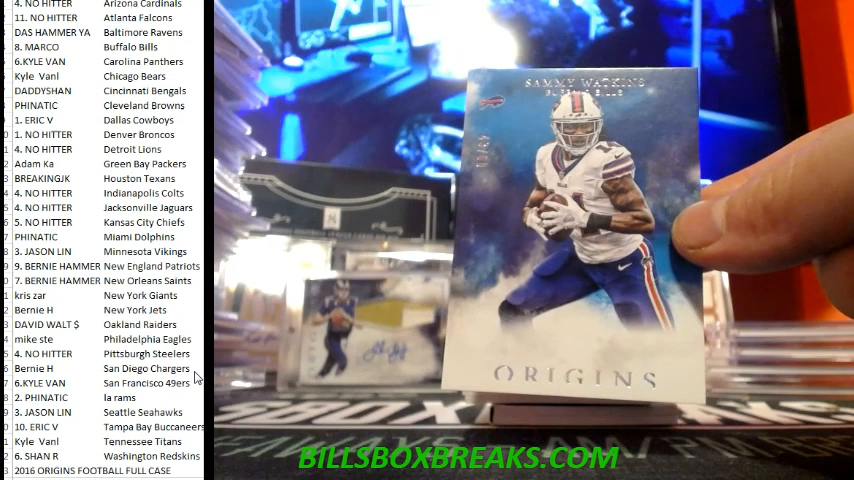 4. NO HITTER Arizona Cardinals
11. NO HITTER Atlanta Falcons
DAS HAMMER YA Baltimore Ravens
8. MARCO Buffalo Bills
6.KYLE VAN Carolina Panthers
Kyle Vanl Chicago Bears
DADDYSHAN Cincinnati Bengals
PHINATIC Cleveland Browns
1. ERIC V Dallas Cowboys
1. NO HITTER Denver Broncos
4. NO HITTER Detroit Lions
Adam Ka Green Bay Packers
BREAKINGJK Houston Texans
4. NO HITTER Indianapolis Colts
4. NO HITTER Jacksonville Jaguars
5. NO HITTER Kansas City Chiefs
PHINATIC Miami Dolphins
3. JASON LIN Minnesota Vikings
9. BERNIE HAMMER New England Patriots
7. BERNIE HAMMER New Orleans Saints
kris zar New York Giants
Bernie H New York Jets
DAVID WALT $ Oakland Raiders
mike ste Philadelphia Eagles
4. NO HITTER Pittsburgh Steelers
Bernie H San Diego Chargers
6.KYLE VAN San Francisco 49ers
2. PHINATIC la rams
3. JASON LIN Seattle Seahawks
10. ERIC V Tampa Bay Buccaneers
Kyle Vanl Tennessee Titans
6. SHAN R Washington Redskins
2016 ORIGINS FOOTBALL FULL CASE
SAMMY WATKINS
BUFFALO BILLS
ORIGINS
BILLSBOXBREAKS.COM